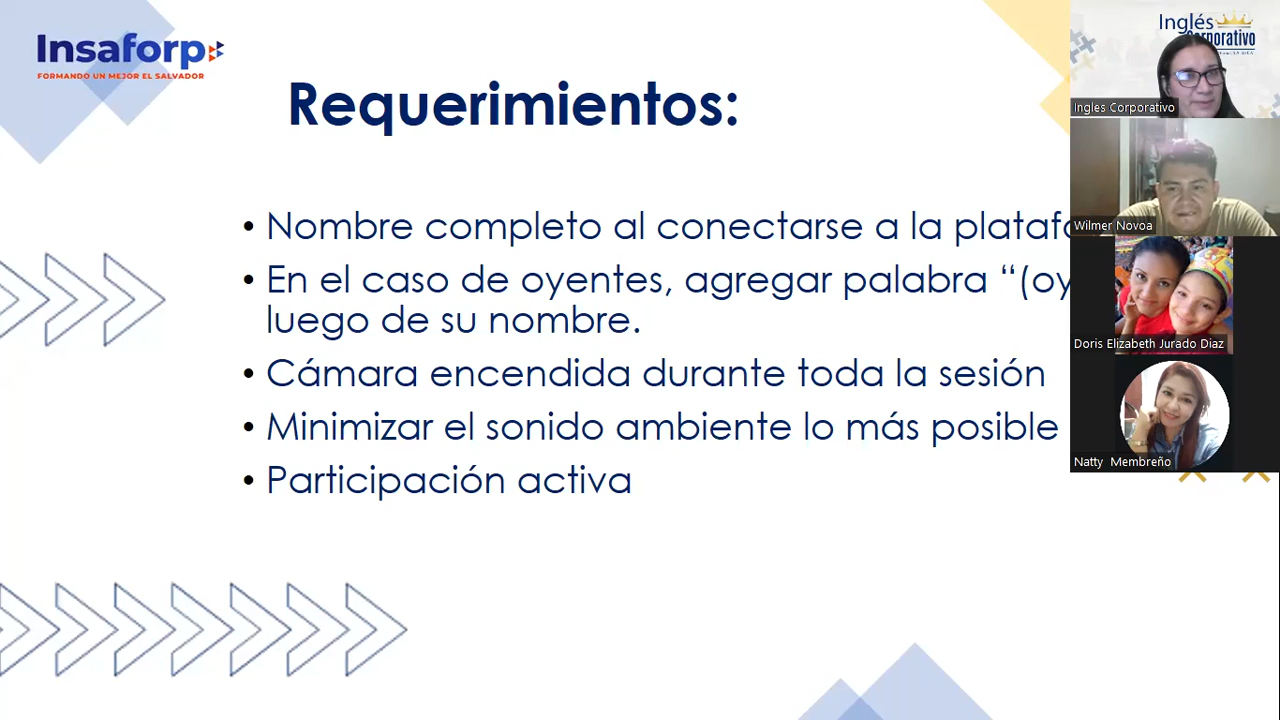 Insaforp
FORMANDO UN MEJOR EL SALVADOR
Requerimientos:
• Nombre completo al conectarse a la
• En el caso de oyentes, agregar palabra
luego de su nombre.
• Cámara encendida durante toda la sesión
• Minimizar el sonido ambiente lo más posible
• Participación activa
Inglés
Corporativo
Ingles Corporativo
Wilmer Novoa
Doris Elizabeth Jurado Diaz
Natty Membreño